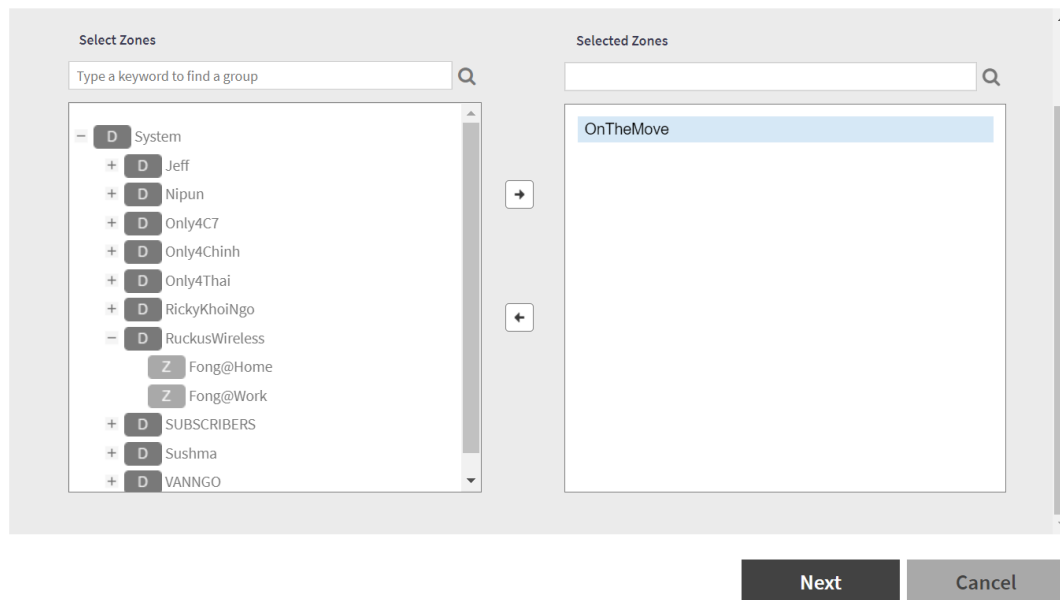 Select Zones
Selected Zones
Type a keyword to find a group
OnTheMove
− D System
+ D Jeff
+ D Nipun
+ D Only4C7
+ D Only4Chinh
+ D Only4Thai
+ D RickyKhoiNgo
− D RuckusWireless
Z Fong@Home
Z Fong@Work
+ D SUBSCRIBERS
+ D Sushma
+ D VANNGO
Next
Cancel